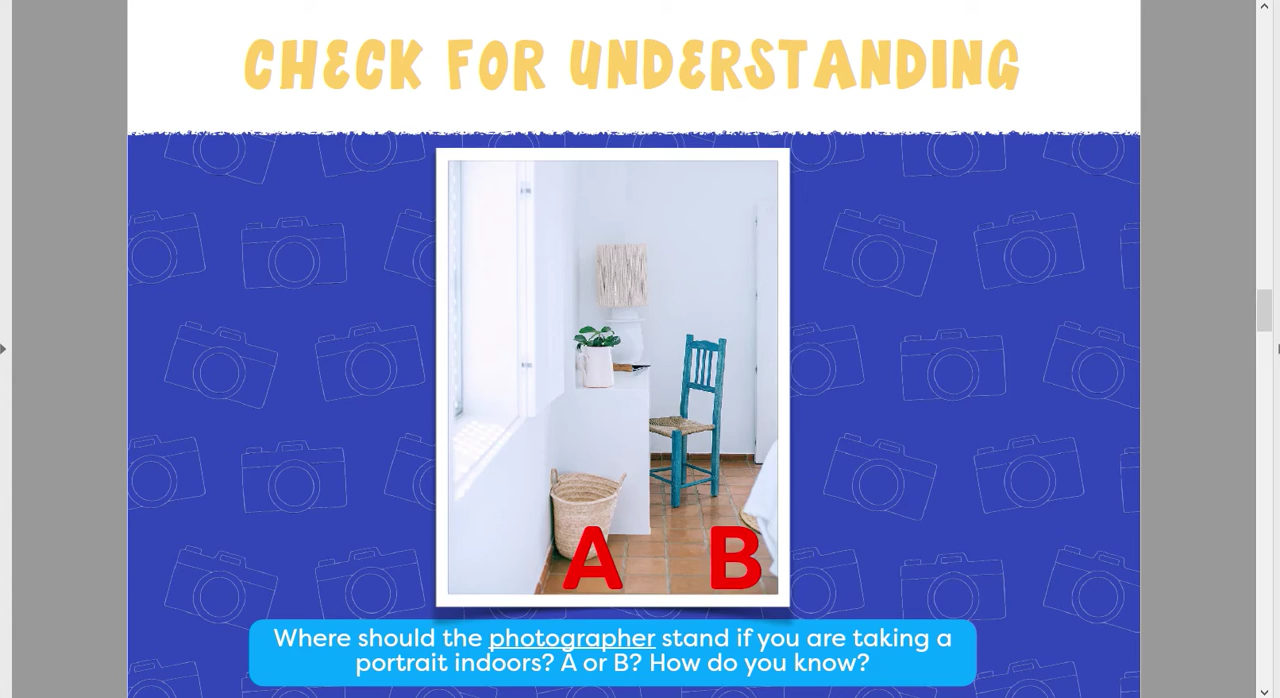 CHECK FOR UNDERSTANDING
A B
Where should the photographer stand if you are taking a
portrait indoors? A or B? How do you know?